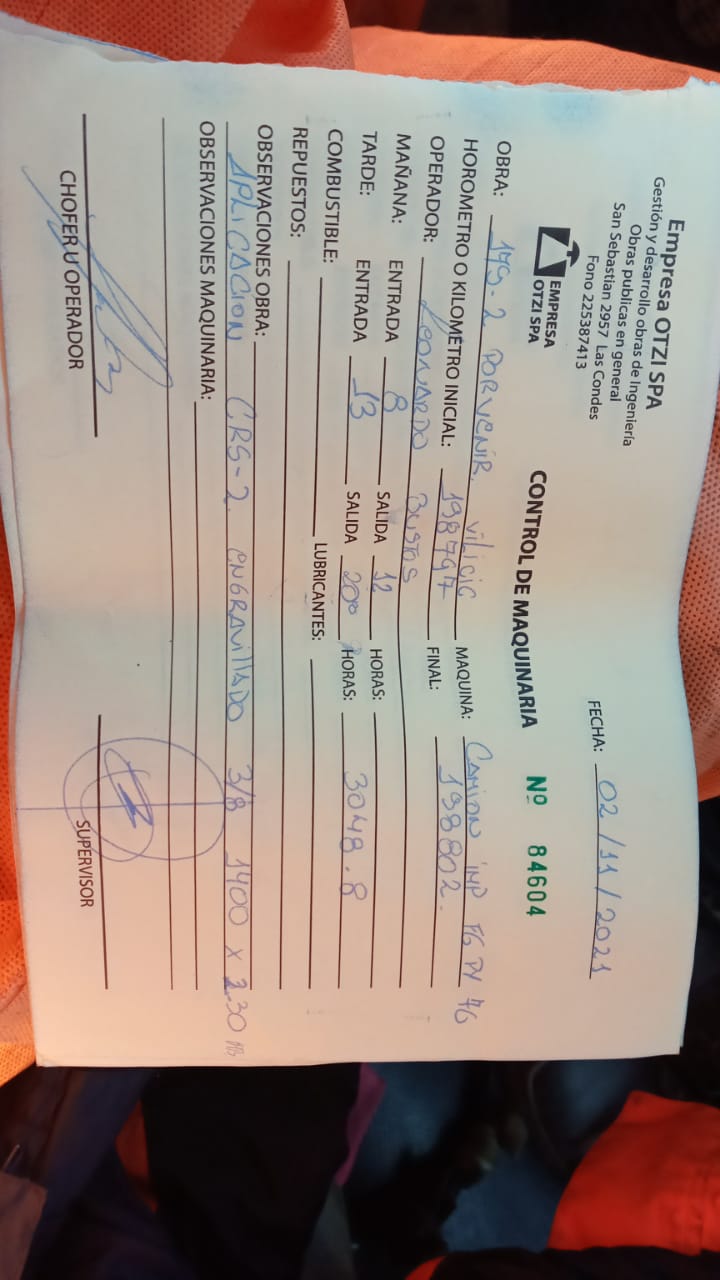 Empresa OTZI SPA
Gestión y desarrollo obras de Ingeniería
Obras publicas en general
San Sebastian 2957 Las Condes
Fono 225387413
EMPRESA
OTZI SPA
FECHA: 02/11/2021
CONTROL DE MAQUINARIA Nº 84604
OBRA: 179-2 PORVENIR. VILICIC MAQUINA: CAMION IMP FG PY 76
HOROMETRO O KILOMETRO INICIAL: 198797 FINAL: 198802.
OPERADOR: LEONARDO BUSTOS
MAÑANA: ENTRADA 8 SALIDA 12 HORAS:
TARDE: ENTRADA 13 SALIDA 20⁰⁰ HORAS: 3048.8
COMBUSTIBLE: LUBRICANTES:
REPUESTOS:
OBSERVACIONES OBRA:
APLICACION CRS-2 ENGRAVILLADO 3/8 1400 x
OBSERVACIONES MAQUINARIA:
CHOFER U OPERADOR SUPERVISOR